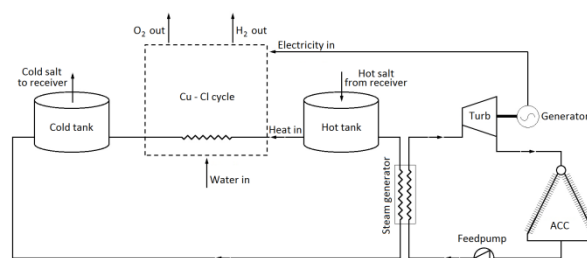 O2 out
H2 out
Electricity in
Cold salt
to receiver
Cu - Cl cycle
Hot salt
from receiver
Turb
Generator
Cold tank
Heat in
Hot tank
Water in
Steam generator
ACC
Feedpump